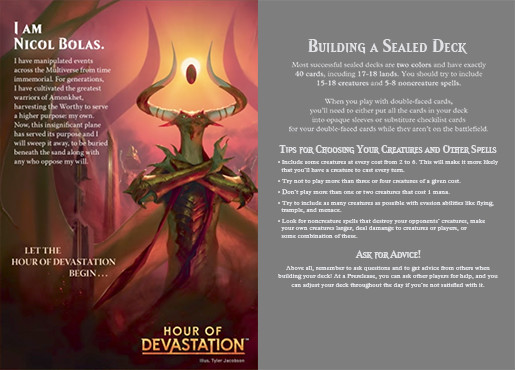 I AM
NICOL BOLAS.
I have manipulated events
across the Multiverse from time
immemorial. For generations,
I have cultivated the greatest
warriors of Amonkhet,
harvesting the Worthy to serve
a higher purpose: my own.
Now, this insignificant plane
has served its purpose and I
will sweep it away, to be buried
beneath the sand along with
any who oppose my will.
LET THE
HOUR OF DEVASTATION
BEGIN . . .
HOUR OF
DEVASTATION™
Illus. Tyler Jacobson
BUILDING A SEALED DECK
Most successful sealed decks are two colors and have exactly
40 cards, incuding 17-18 lands. You should try to include
15-18 creatures and 5-8 noncreature spells.
When you play with double-faced cards,
you'll need to either put all the cards in your deck
into opaque sleeves or substitute checklist cards
for your double-faced cards while they aren't on the battlefield.
TIPS FOR CHOOSING YOUR CREATURES AND OTHER SPELLS
• Include some creatures at every cost from 2 to 6. This will make it more likely
that you'll have a creature to cast every turn.
• Try not to play more than three or four creatures of a given cost.
• Don't play more than one or two creatures that cost 1 mana.
• Try to include as many creatures as possible with evasion abilities like flying,
trample, and menace.
• Look for noncreature spells that destroy your opponents' creatures, make
your own creatures larger, deal damage to creatures or players, or
some combination of them.
ASK FOR ADVICE!
Above all, remember to ask questions and to get advice from others when
building your deck! At a Prerelease, you can ask other players for help, and you
can adjust your deck throughout the day if you're not satisfied with it.